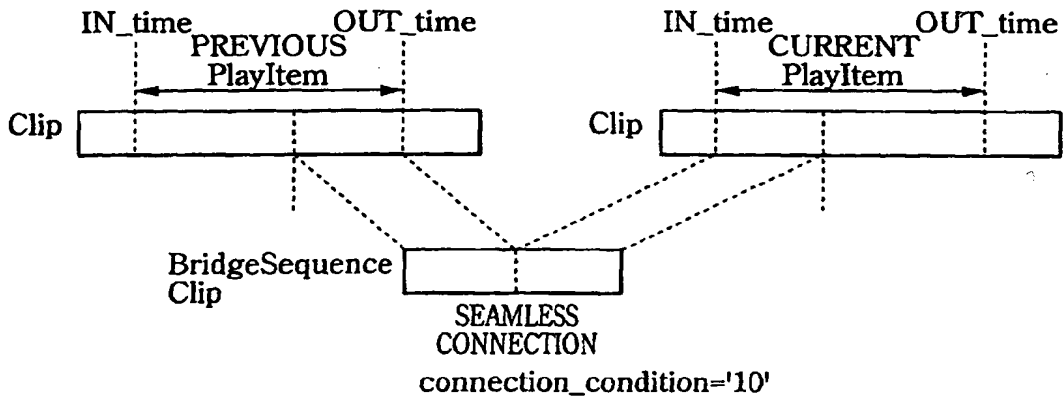 IN_time OUT_time
PREVIOUS
PlayItem
Clip
IN_time OUT_time
CURRENT
PlayItem
Clip
BridgeSequence
Clip
SEAMLESS
CONNECTION
connection_condition='10'